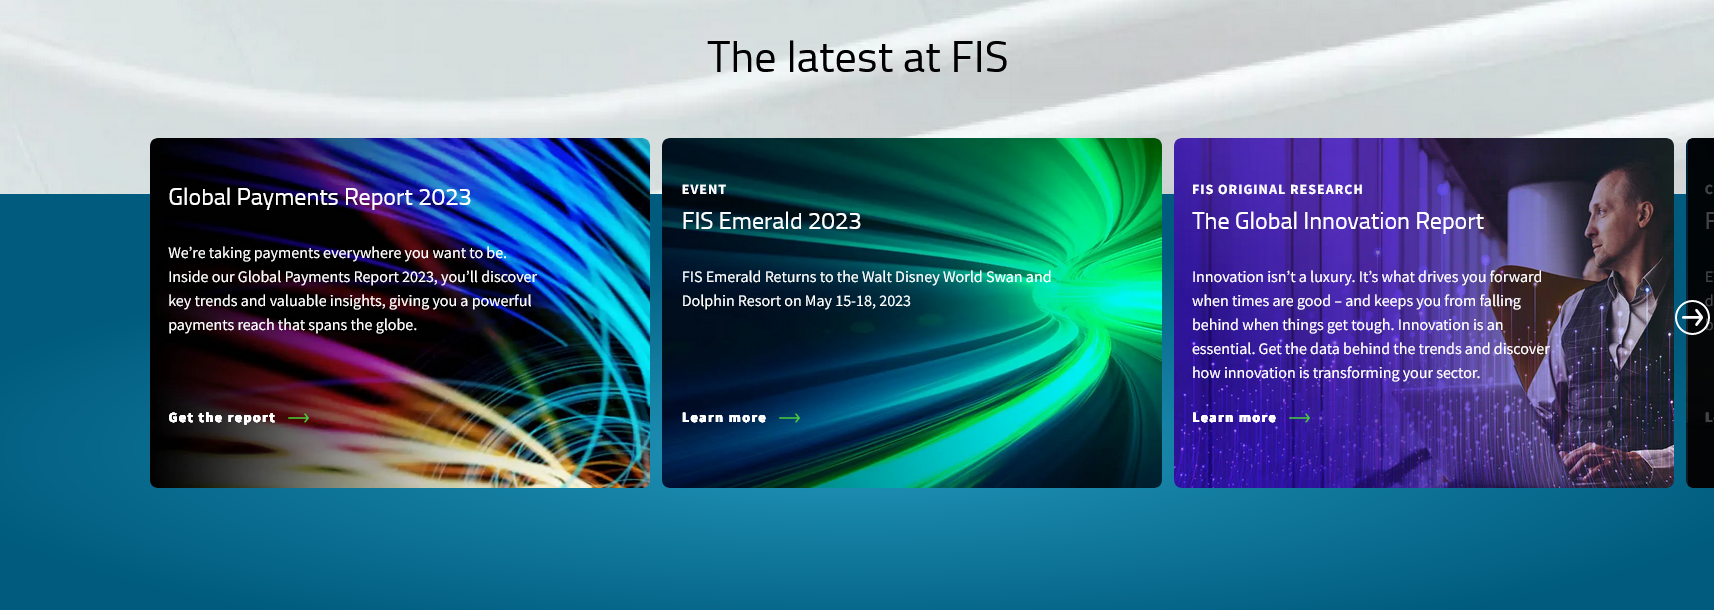 The latest at FIS
Global Payments Report 2023
We’re taking payments everywhere you want to be.
Inside our Global Payments Report 2023, you’ll discover
key trends and valuable insights, giving you a powerful
payments reach that spans the globe.
Get the report
EVENT
FIS Emerald 2023
FIS Emerald Returns to the Walt Disney World Swan and
Dolphin Resort on May 15-18, 2023
Learn more
FIS ORIGINAL RESEARCH
The Global Innovation Report
Innovation isn’t a luxury. It’s what drives you forward
when times are good – and keeps you from falling
behind when things get tough. Innovation is an
essential. Get the data behind the trends and discover
how innovation is transforming your sector.
Learn more